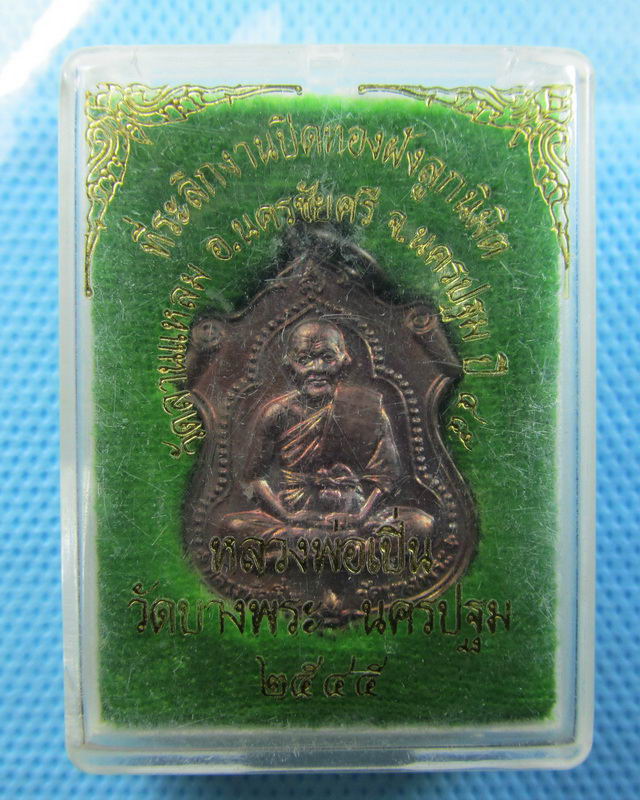 ที่ระลึกงานปิดทองฝังลูกนิมิต
วัดลานแหลม อ.นครชัยศรี จ.นครปฐม ปี ๔๕
หลวงพ่อเปิ่น
วัดบางพระ นครปฐม
๒๕๔๕